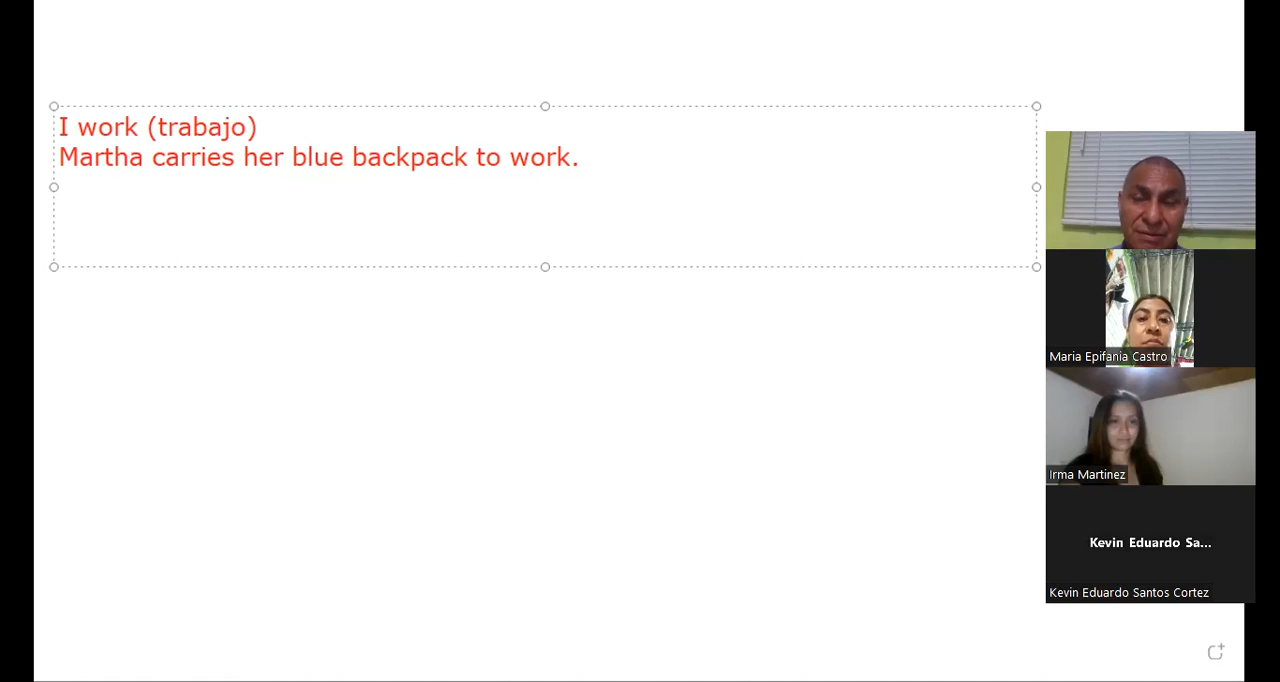 I work (trabajo)
Martha carries her blue backpack to work.
Maria Epifania Castro
Irma Martinez
Kevin Eduardo Sa...
Kevin Eduardo Santos Cortez